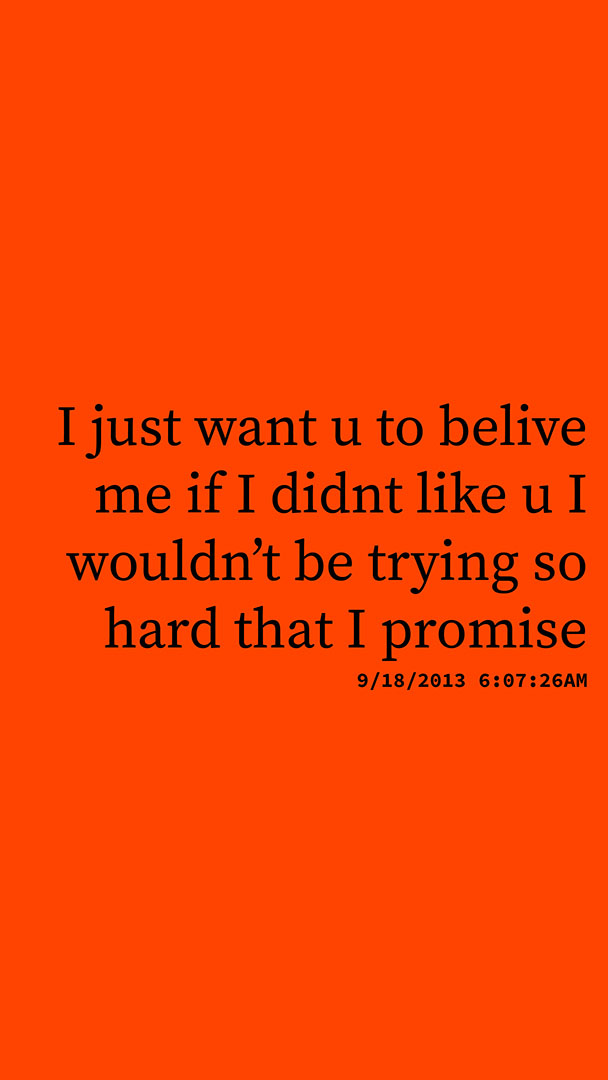 I just want u to belive
me if I didnt like u I
wouldn’t be trying so
hard that I promise
9/18/2013 6:07:26AM